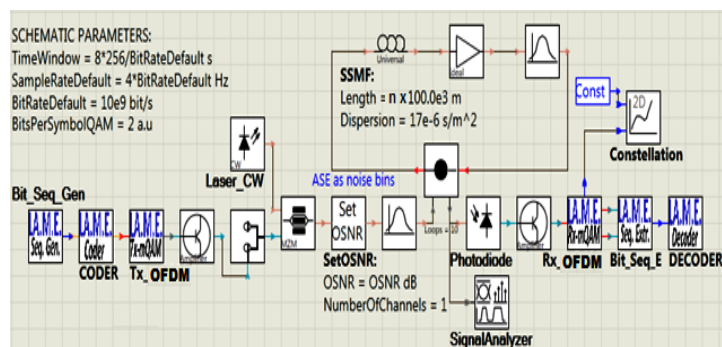 SCHEMATIC PARAMETERS:
TimeWindow = 8*256/BitRateDefault s
SampleRateDefault = 4*BitRateDefault Hz
BitRateDefault = 10e9 bit/s
BitsPerSymbolQAM = 2 a.u
Universal
Ideal
SSMF:
Length = n x100.0e3 m
Dispersion = 17e-6 s/m^2
Const
2D
Constellation
CW
Laser_CW
ASE as noise bins
Bit_Seq_Gen
A.M.E.
Seq. Gen.
A.M.E.
Coder
A.M.E.
Tx-mQAM
Amplifier
MZM
Set
OSNR
Loops = 10
Amplifier
A.M.E.
Rx-mQAM
A.M.E.
Seq. Extr.
A.M.E.
Decoder
CODER
Tx_OFDM
SetOSNR:
OSNR = OSNR dB
NumberOfChannels = 1
Photodiode
Rx_OFDM
Bit_Seq_E
DECODER
SignalAnalyzer